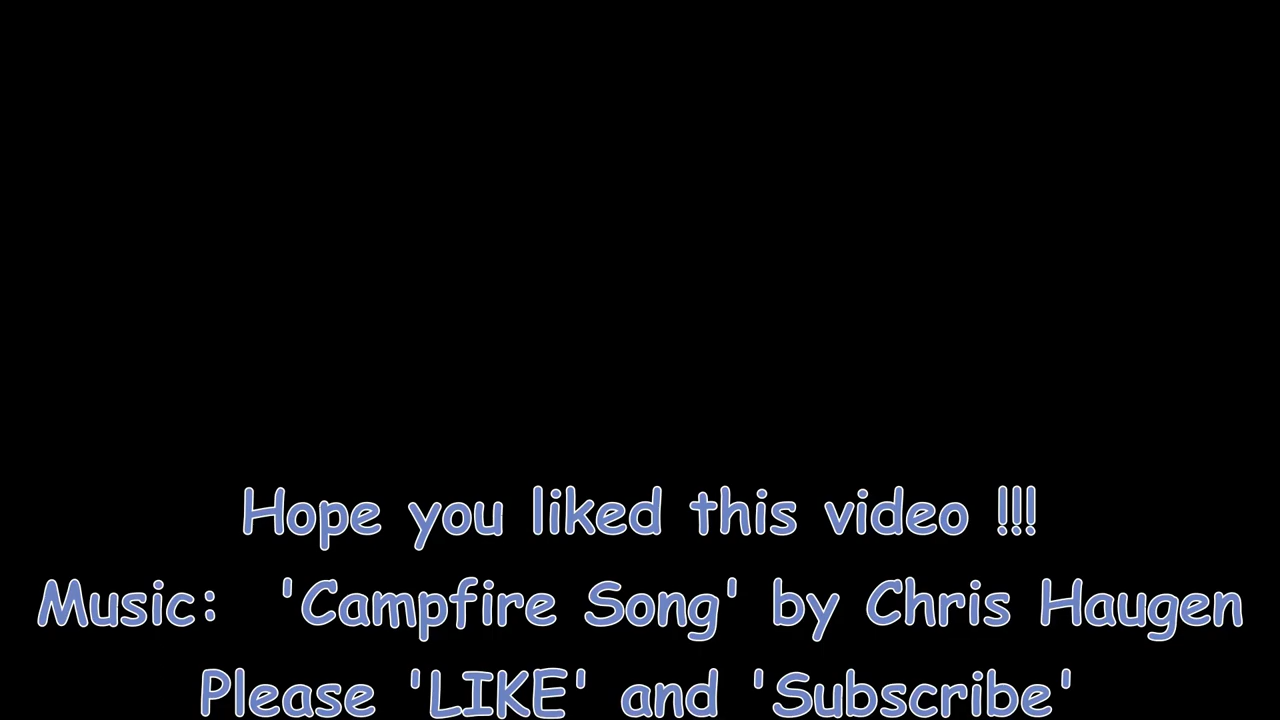 Hope you liked this video !!!
Music:  'Campfire Song' by Chris Haugen
Please 'LIKE' and 'Subscribe'